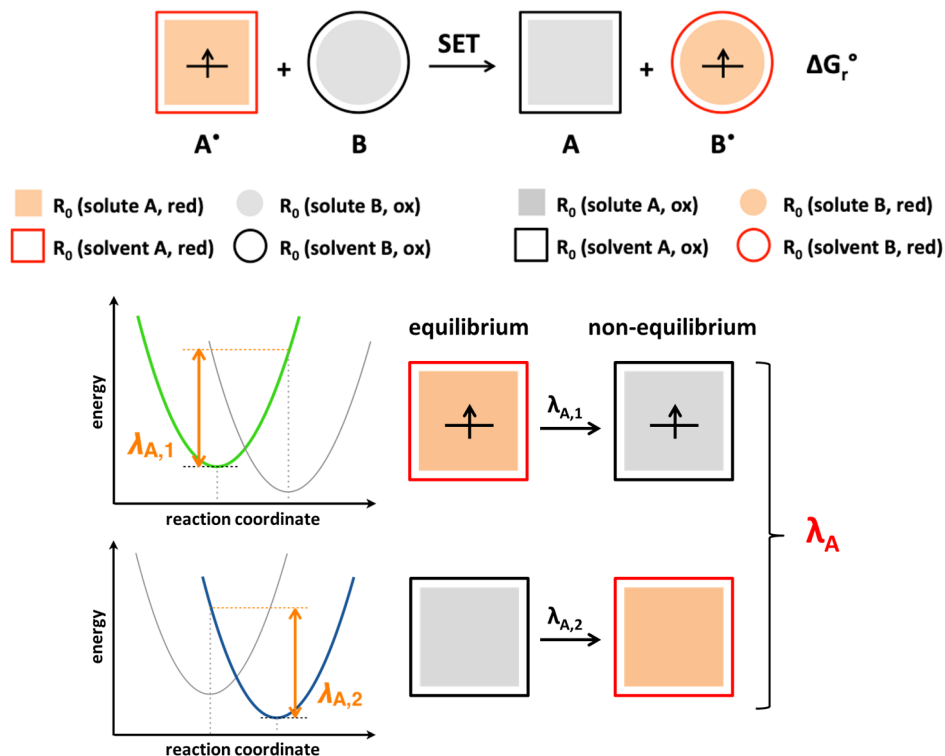 + SET + ΔGr°
A• B A B•
R0 (solute A, red) R0 (solute B, ox) R0 (solute A, ox) R0 (solute B, red)
R0 (solvent A, red) R0 (solvent B, ox) R0 (solvent A, ox) R0 (solvent B, red)
equilibrium non-equilibrium
energy
λA,1
reaction coordinate
λA,1
λA
energy
λA,2
reaction coordinate
λA,2